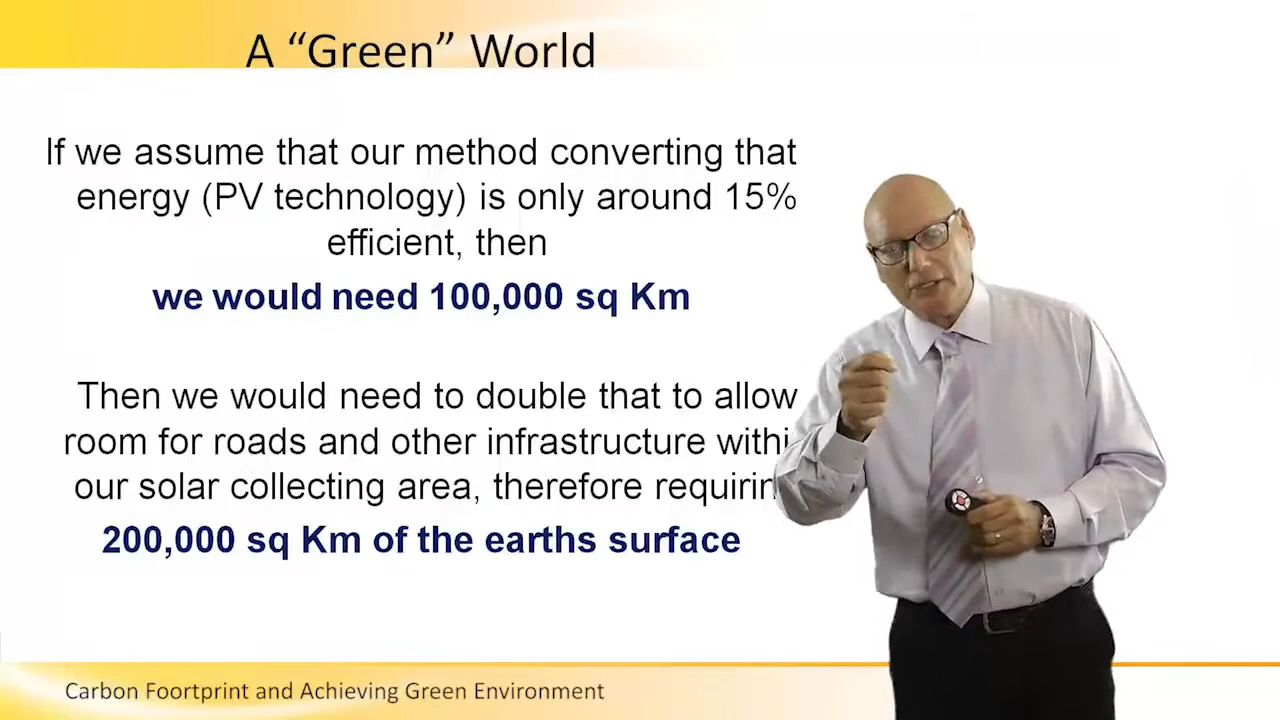 A “Green” World
If we assume that our method converting that
energy (PV technology) is only around 15%
efficient, then
we would need 100,000 sq Km
Then we would need to double that to allow
room for roads and other infrastructure withi
our solar collecting area, therefore requirin
200,000 sq Km of the earths surface
Carbon Foortprint and Achieving Green Environment